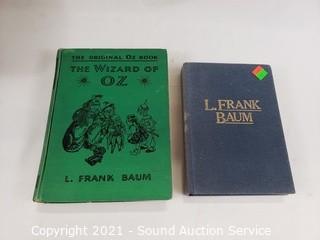 THE ORIGINAL OZ BOOK
THE WIZARD OF
OZ
L. FRANK BAUM
L. FRANK
BAUM
Copyright 2021 - Sound Auction Service